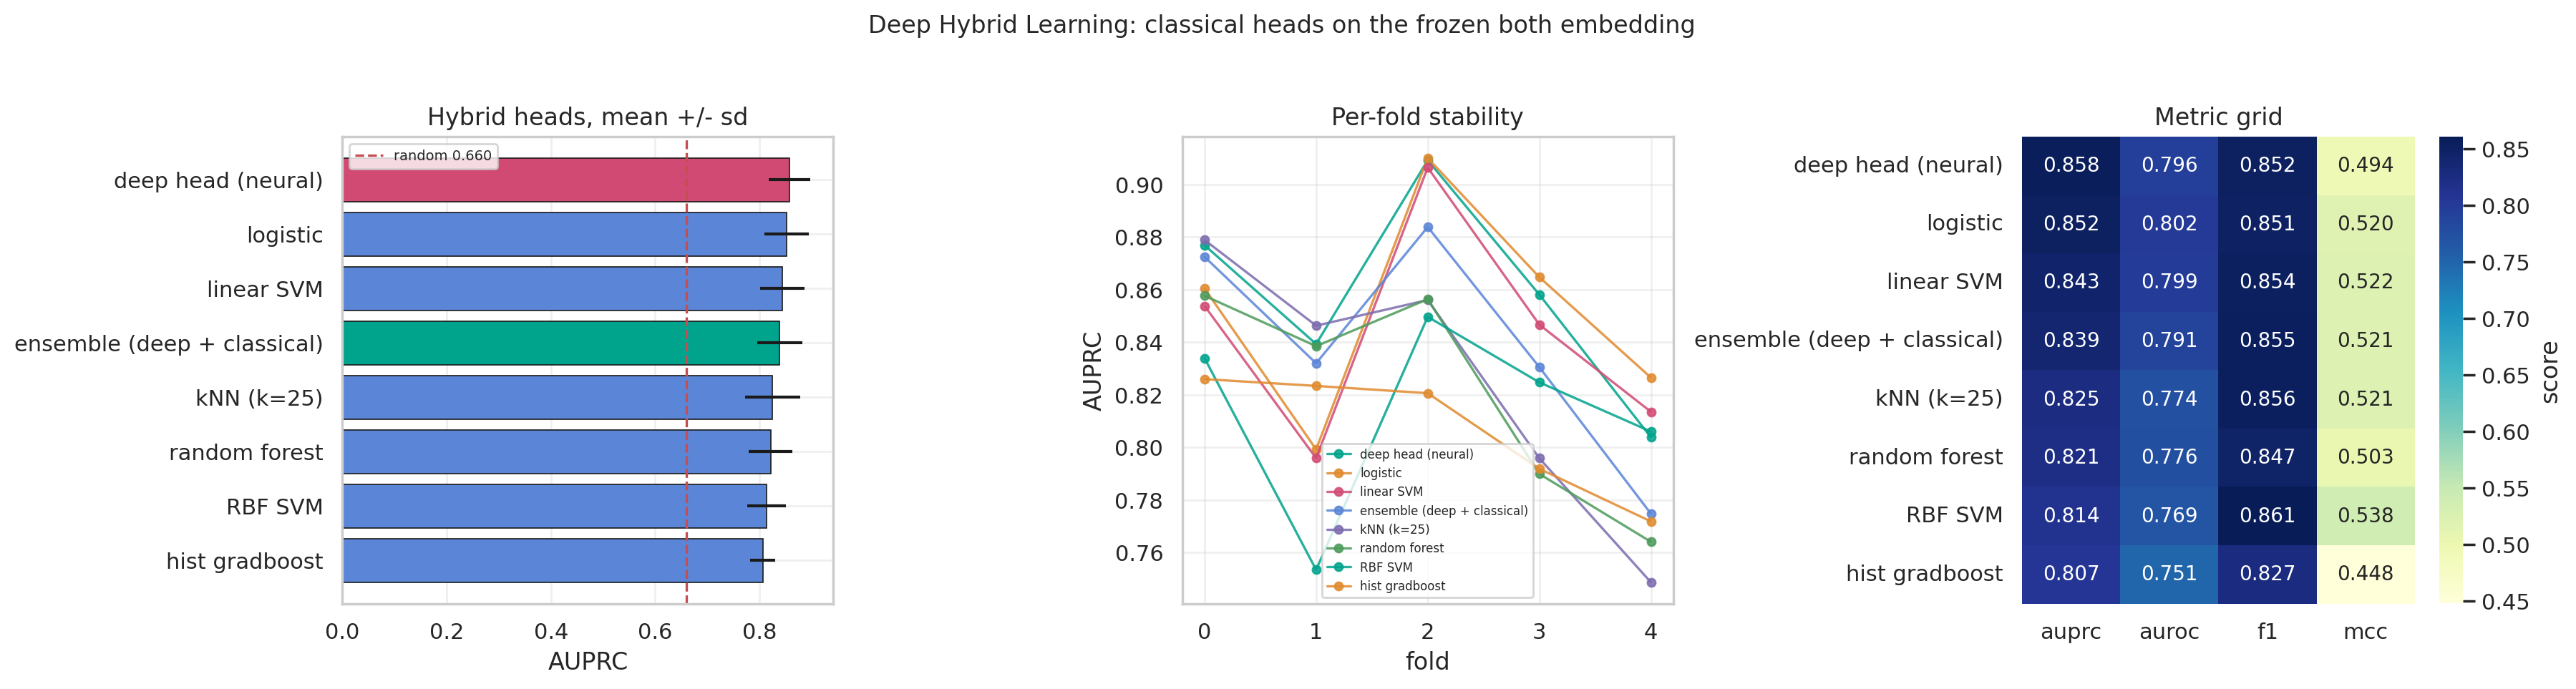 Deep Hybrid Learning: classical heads on the frozen both embedding
Hybrid heads, mean +/- sd
random 0.660
deep head (neural)
logistic
linear SVM
ensemble (deep + classical)
kNN (k=25)
random forest
RBF SVM
hist gradboost
0.0 0.2 0.4 0.6 0.8
AUPRC
Per-fold stability
AUPRC
0.90
0.88
0.86
0.84
0.82
0.80
0.78
0.76
deep head (neural)
logistic
linear SVM
ensemble (deep + classical)
kNN (k=25)
random forest
RBF SVM
hist gradboost
0 1 2 3 4
fold
Metric grid
deep head (neural) 0.858 0.796 0.852 0.494
logistic 0.852 0.802 0.851 0.520
linear SVM 0.843 0.799 0.854 0.522
ensemble (deep + classical) 0.839 0.791 0.855 0.521
kNN (k=25) 0.825 0.774 0.856 0.521
random forest 0.821 0.776 0.847 0.503
RBF SVM 0.814 0.769 0.861 0.538
hist gradboost 0.807 0.751 0.827 0.448
auprc auroc f1 mcc
0.85
0.80
0.75
0.70
0.65
0.60
0.55
0.50
0.45
score